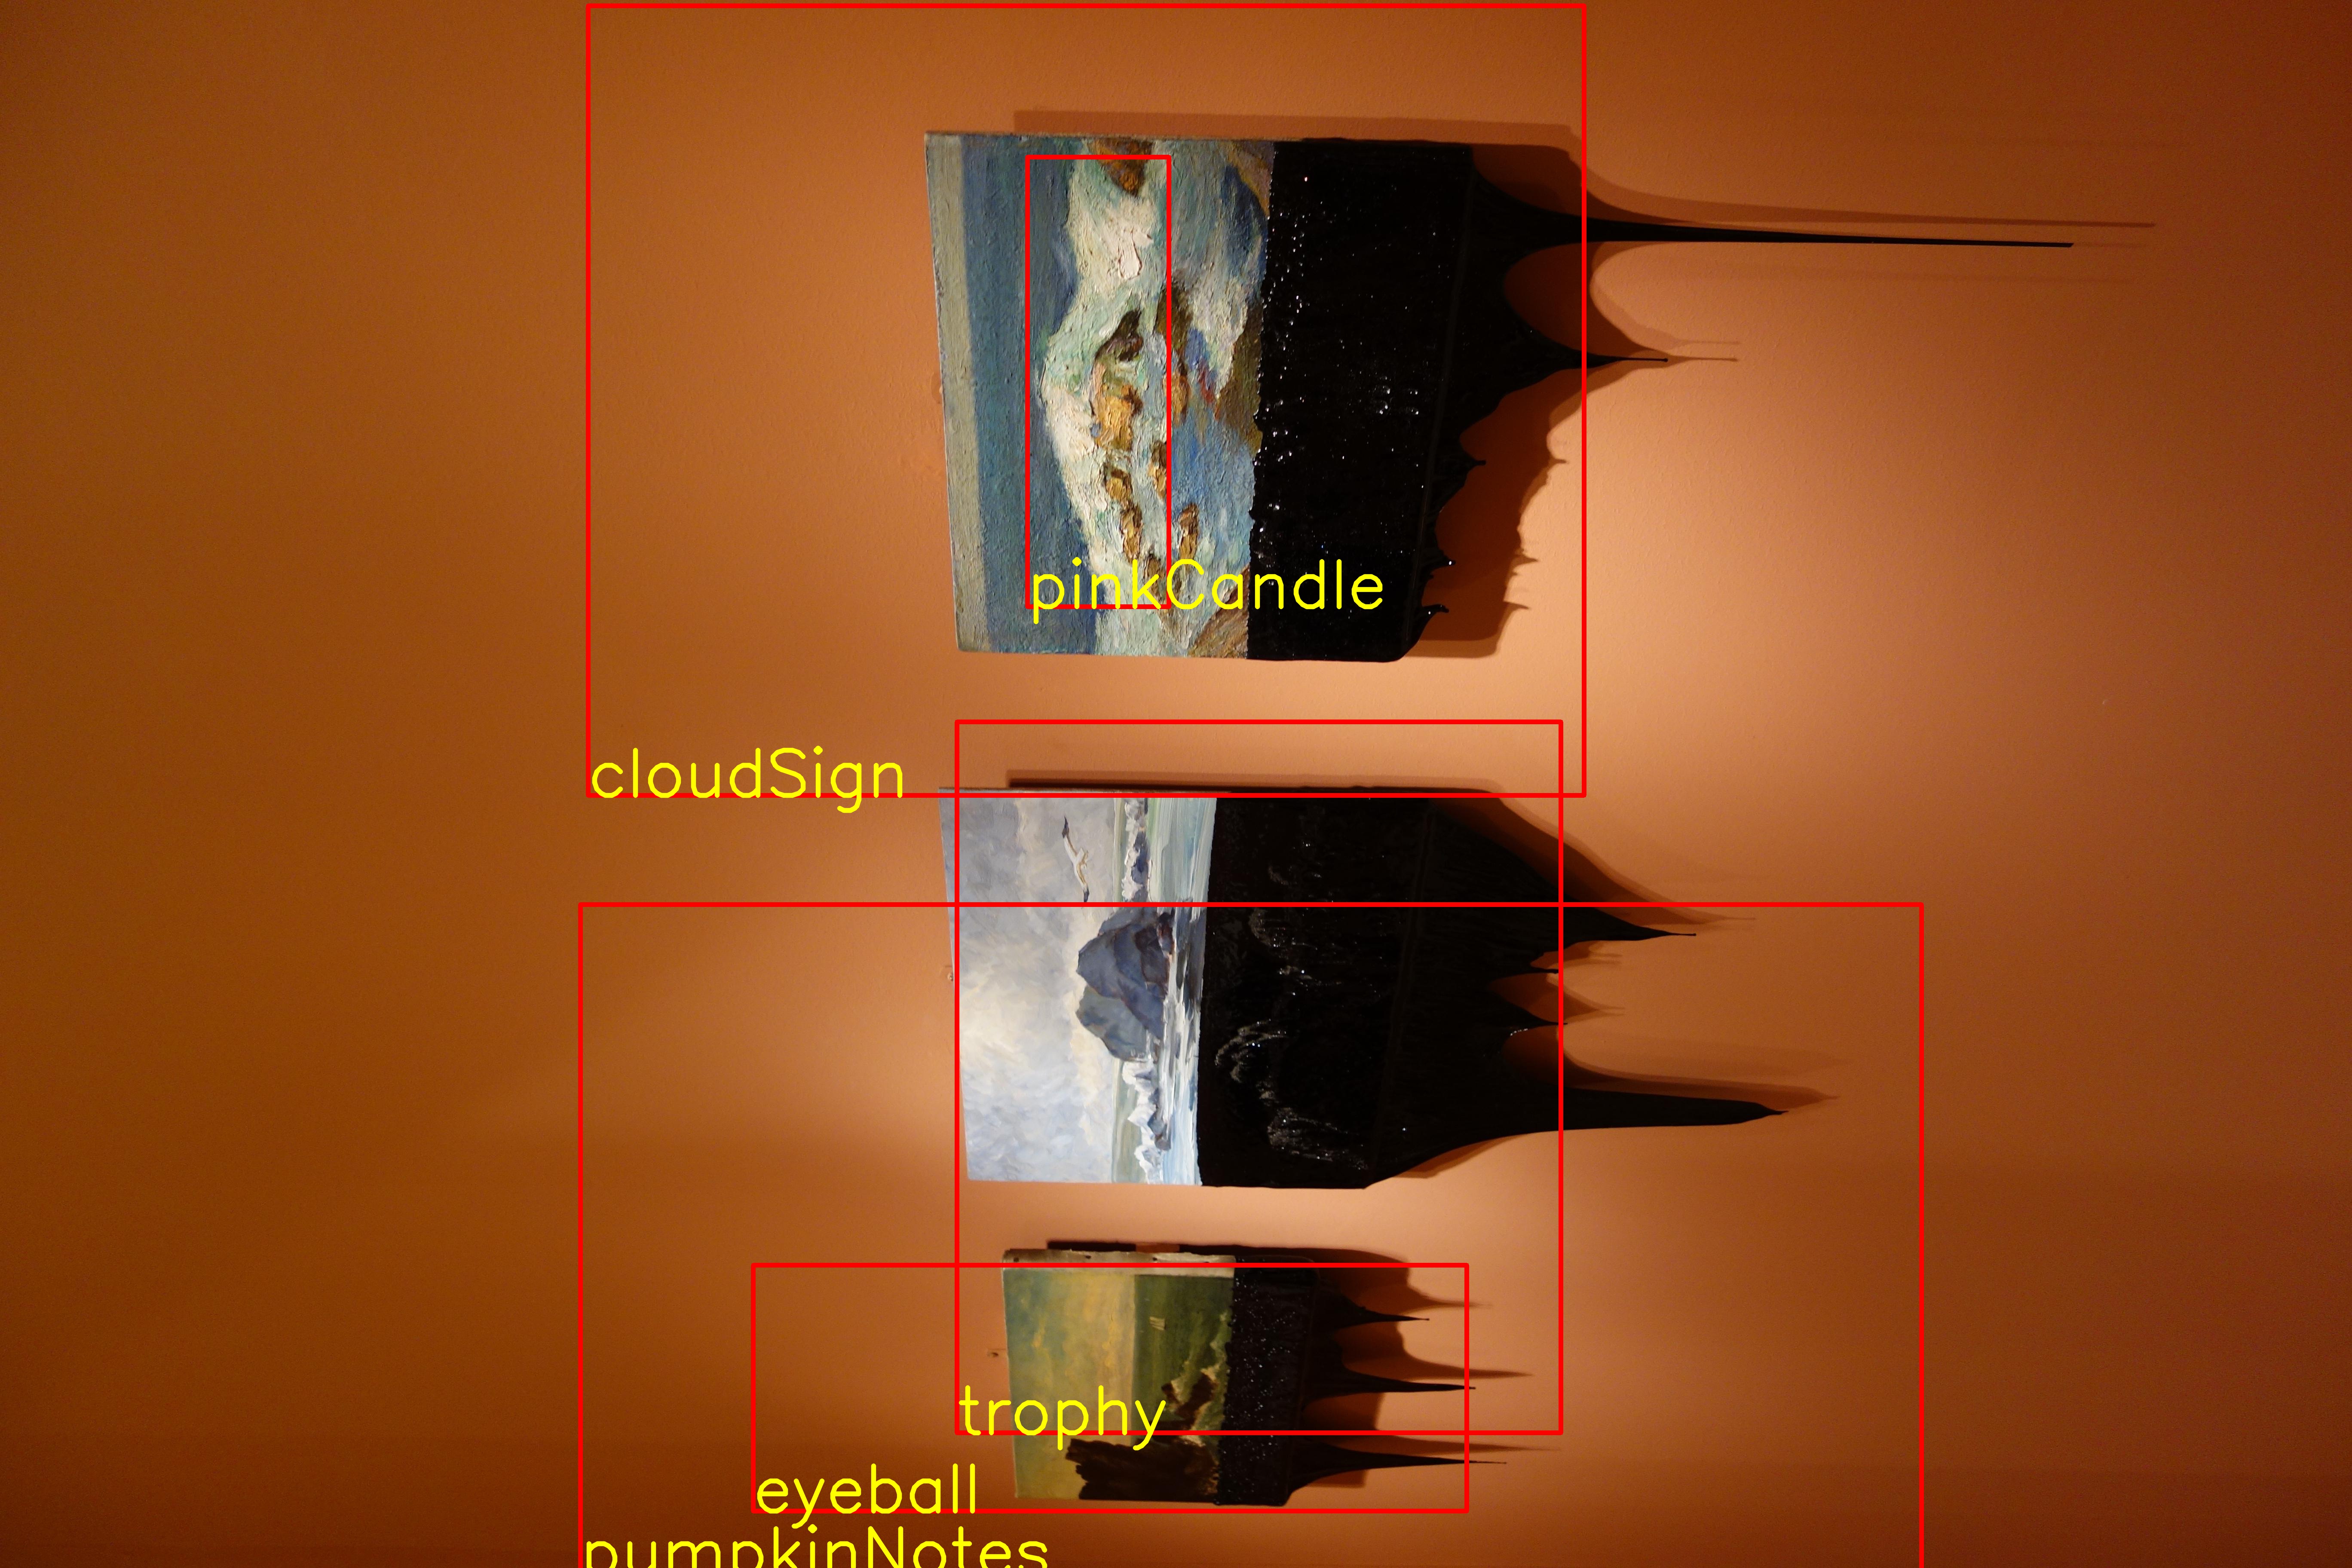 pinkCandle
cloudSign
trophy
eyeball
pumpkinNotes